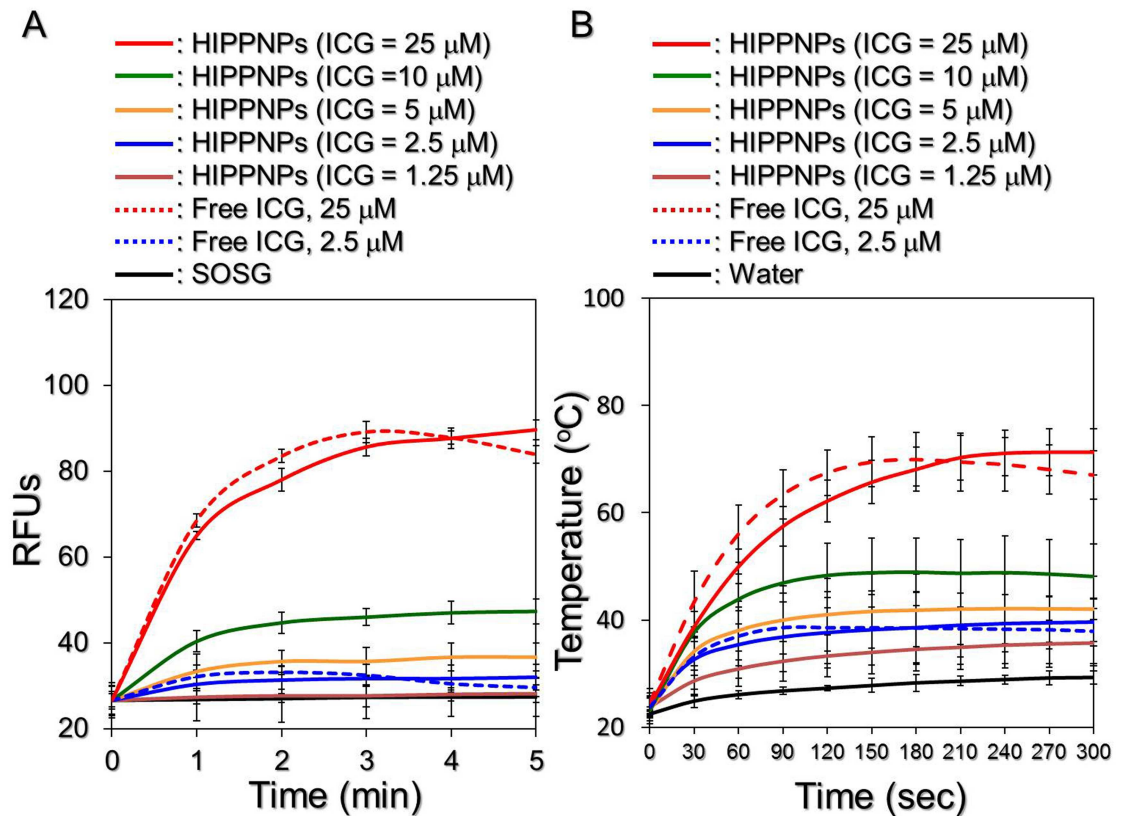 A
: HIPPNPs (ICG = 25 μM)
: HIPPNPs (ICG =10 μM)
: HIPPNPs (ICG = 5 μM)
: HIPPNPs (ICG = 2.5 μM)
: HIPPNPs (ICG = 1.25 μM)
: Free ICG, 25 μM
: Free ICG, 2.5 μM
: SOSG
120
100
80
60
40
20
RFUs
0 1 2 3 4 5
Time (min)
B
: HIPPNPs (ICG = 25 μM)
: HIPPNPs (ICG = 10 μM)
: HIPPNPs (ICG = 5 μM)
: HIPPNPs (ICG = 2.5 μM)
: HIPPNPs (ICG = 1.25 μM)
: Free ICG, 25 μM
: Free ICG, 2.5 μM
: Water
100
80
60
40
20
Temperature (ºC)
0 30 60 90 120 150 180 210 240 270 300
Time (sec)